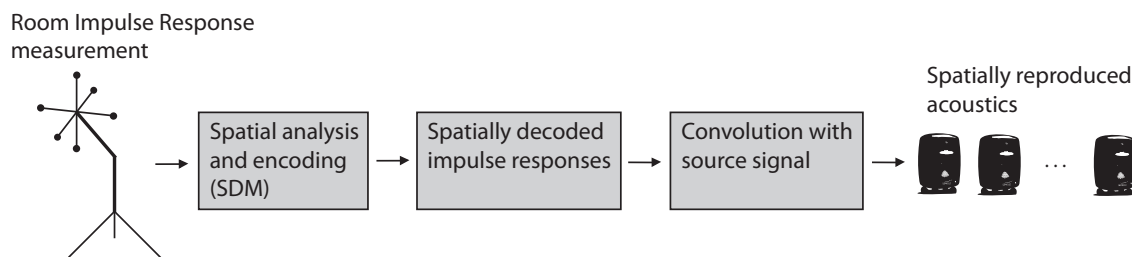 Room Impulse Response
measurement
Spatial analysis
and encoding
(SDM)
Spatially decoded
impulse responses
Convolution with
source signal
Spatially reproduced
acoustics
...